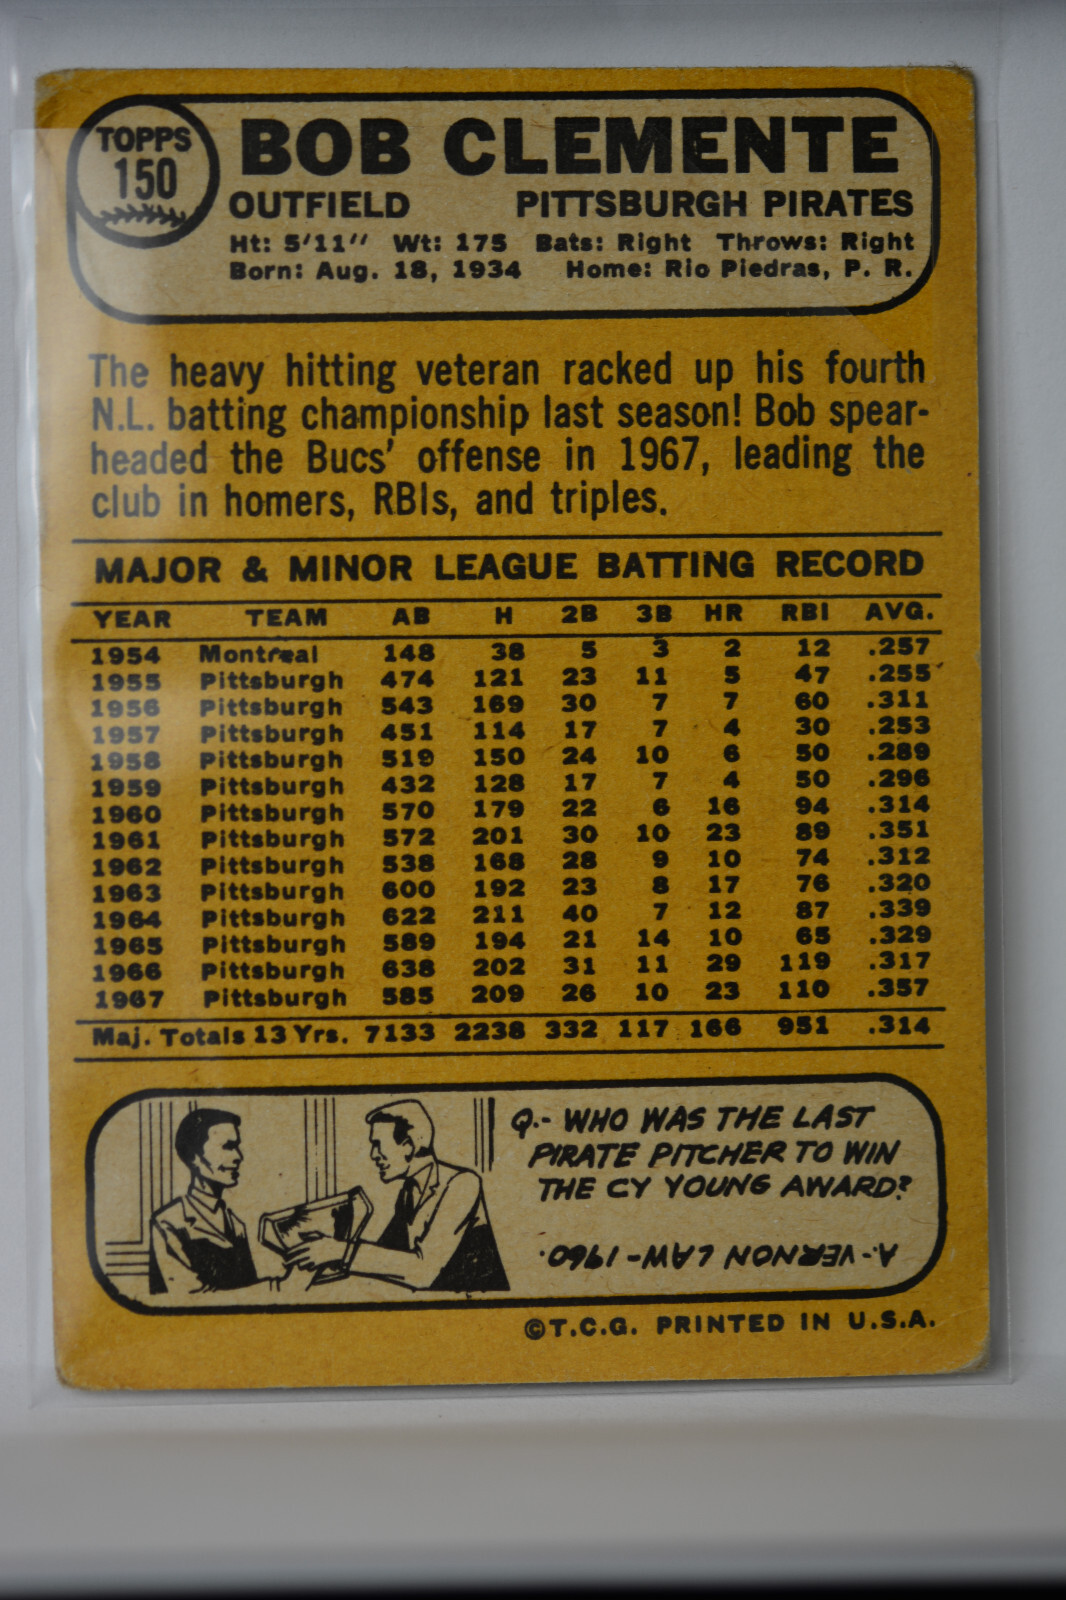 TOPPS
150
BOB CLEMENTE
OUTFIELD PITTSBURGH PIRATES
Ht: 5'11" Wt: 175 Bats: Right Throws: Right
Born: Aug. 18, 1934 Home: Rio Piedras, P. R.
The heavy hitting veteran racked up his fourth
N.L. batting championship last season! Bob spear-
headed the Bucs' offense in 1967, leading the
club in homers, RBIs, and triples.
MAJOR & MINOR LEAGUE BATTING RECORD
YEAR TEAM AB H 2B 3B HR RBI AVG.
1954 Montreal 148 38 5 3 2 12 .257
1955 Pittsburgh 474 121 23 11 5 47 .255
1956 Pittsburgh 543 169 30 7 7 60 .311
1957 Pittsburgh 451 114 17 7 4 30 .253
1958 Pittsburgh 519 150 24 10 6 50 .289
1959 Pittsburgh 432 128 17 7 4 50 .296
1960 Pittsburgh 570 179 22 6 16 94 .314
1961 Pittsburgh 572 201 30 10 23 89 .351
1962 Pittsburgh 538 168 28 9 10 74 .312
1963 Pittsburgh 600 192 23 8 17 76 .320
1964 Pittsburgh 622 211 40 7 12 87 .339
1965 Pittsburgh 589 194 21 14 10 65 .329
1966 Pittsburgh 638 202 31 11 29 119 .317
1967 Pittsburgh 585 209 26 10 23 110 .357
Maj. Totals 13 Yrs. 7133 2238 332 117 166 951 .314
Q.- WHO WAS THE LAST
PIRATE PITCHER TO WIN
THE CY YOUNG AWARD?
A.- VERNON LAW - 1960.
©T.C.G. PRINTED IN U.S.A.